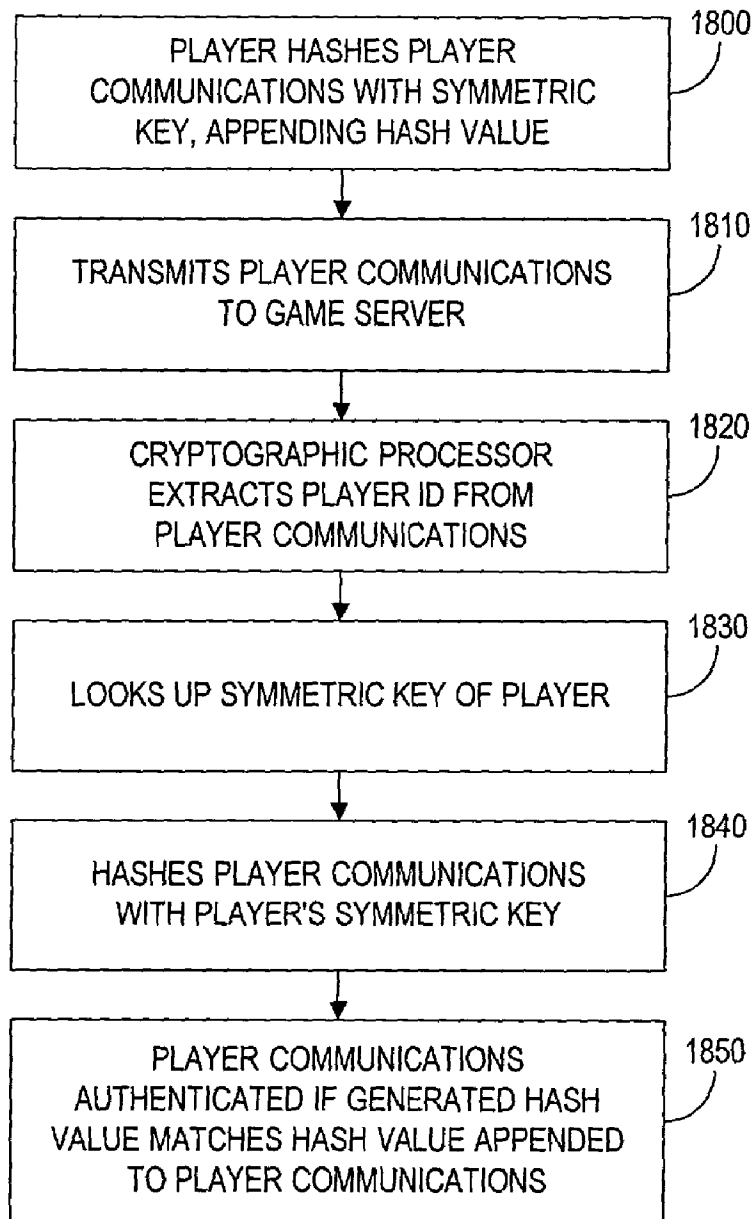 1800
PLAYER HASHES PLAYER
COMMUNICATIONS WITH SYMMETRIC
KEY, APPENDING HASH VALUE
1810
TRANSMITS PLAYER COMMUNICATIONS
TO GAME SERVER
1820
CRYPTOGRAPHIC PROCESSOR
EXTRACTS PLAYER ID FROM
PLAYER COMMUNICATIONS
1830
LOOKS UP SYMMETRIC KEY OF PLAYER
1840
HASHES PLAYER COMMUNICATIONS
WITH PLAYER'S SYMMETRIC KEY
1850
PLAYER COMMUNICATIONS
AUTHENTICATED IF GENERATED HASH
VALUE MATCHES HASH VALUE APPENDED
TO PLAYER COMMUNICATIONS